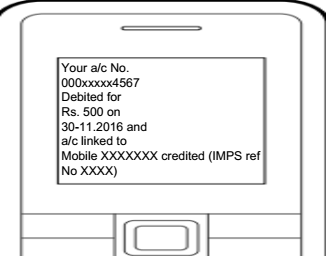 Your a/c No.
000xxxxx4567
Debited for
Rs. 500 on
30-11.2016 and
a/c linked to
Mobile XXXXXXX credited (IMPS ref
No XXXX)